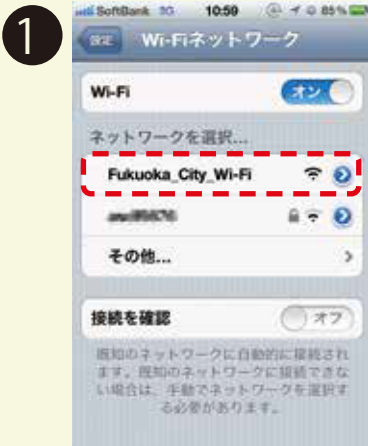 1
SoftBank 3G 10:59 85%
設定 Wi-Fiネットワーク
Wi-Fi オン
ネットワークを選択...
Fukuoka_City_Wi-Fi
その他...
接続を確認 オフ
既知のネットワークに自動的に接続され
ます。既知のネットワークに接続できな
い場合は、手動でネットワークを選択す
る必要があります。